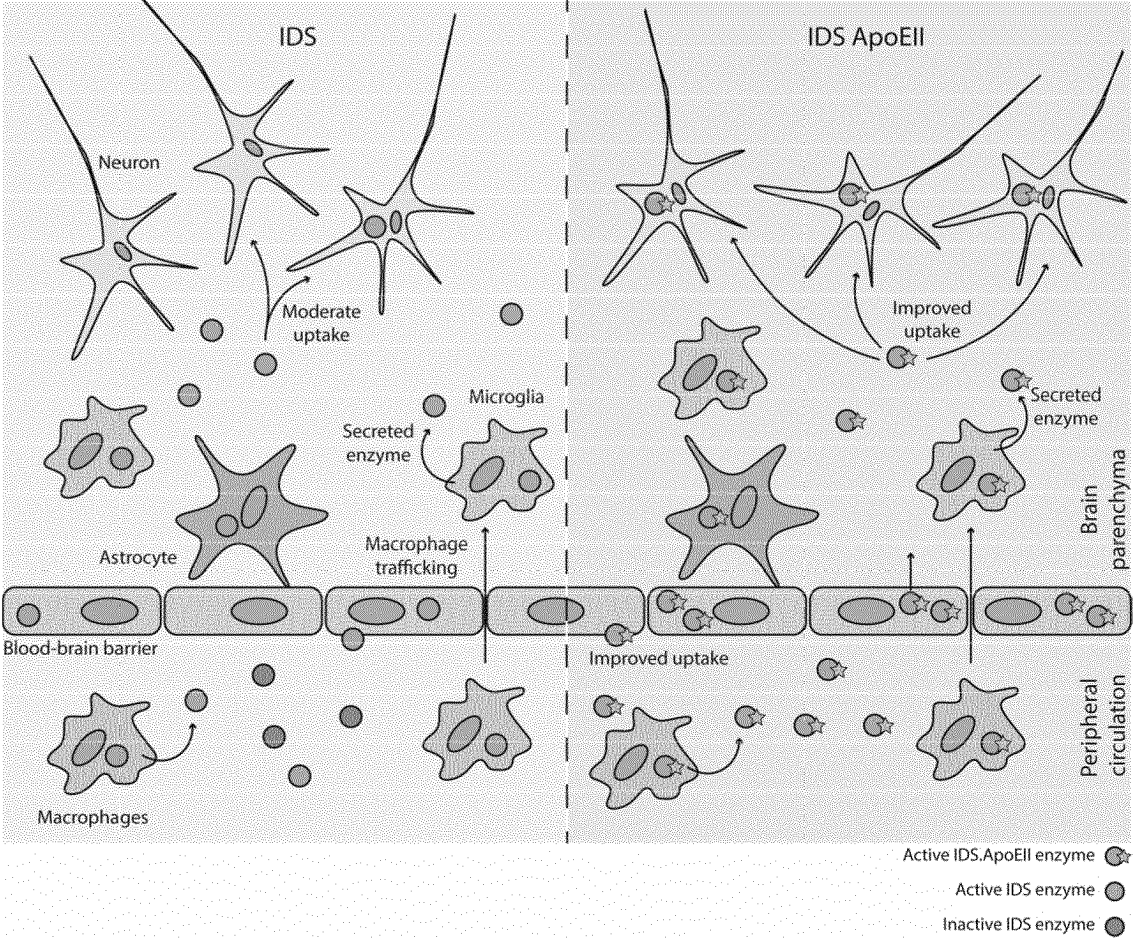 IDS
IDS ApoEII
Neuron
Moderate
uptake
Improved
uptake
Microglia
Secreted
enzyme
Secreted
enzyme
Brain
parenchyma
Astrocyte
Macrophage
trafficking
Blood-brain barrier
Improved uptake
Peripheral
circulation
Macrophages
Active IDS.ApoEII enzyme
Active IDS enzyme
Inactive IDS enzyme